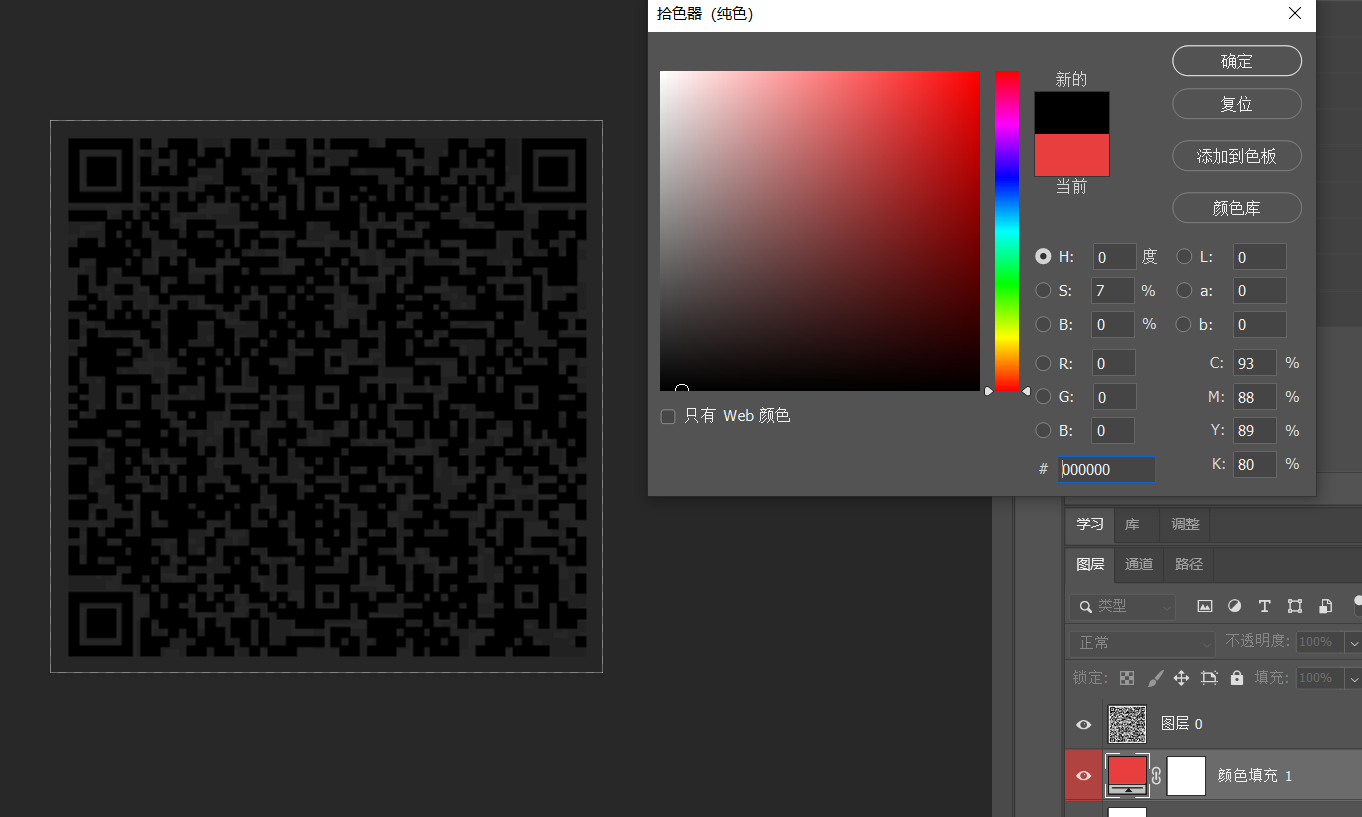 拾色器（纯色）
确定
新的
复位
添加到色板
当前
颜色库
H: 0 度 L: 0
S: 7 % a: 0
B: 0 % b: 0
R: 0 C: 93 %
G: 0 M: 88 %
B: 0 Y: 89 %
# 000000 K: 80 %
只有 Web 颜色
学习 库 调整
图层 通道 路径
类型
正常 不透明度: 100%
锁定: 填充: 100%
图层 0
颜色填充 1